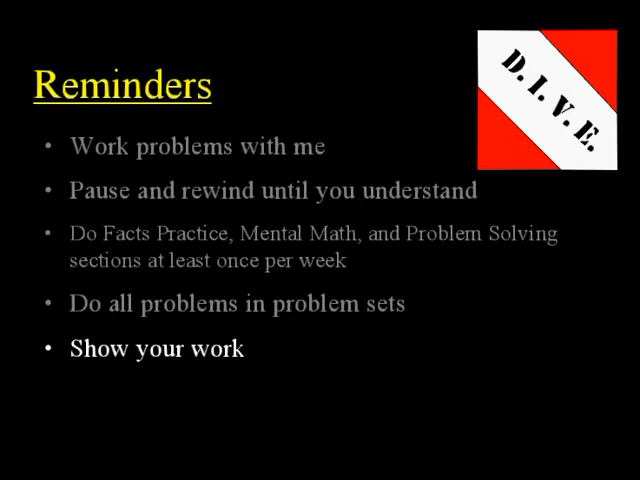 Reminders
D. I. V. E.
• Work problems with me
• Pause and rewind until you understand
• Do Facts Practice, Mental Math, and Problem Solving
sections at least once per week
• Do all problems in problem sets
• Show your work